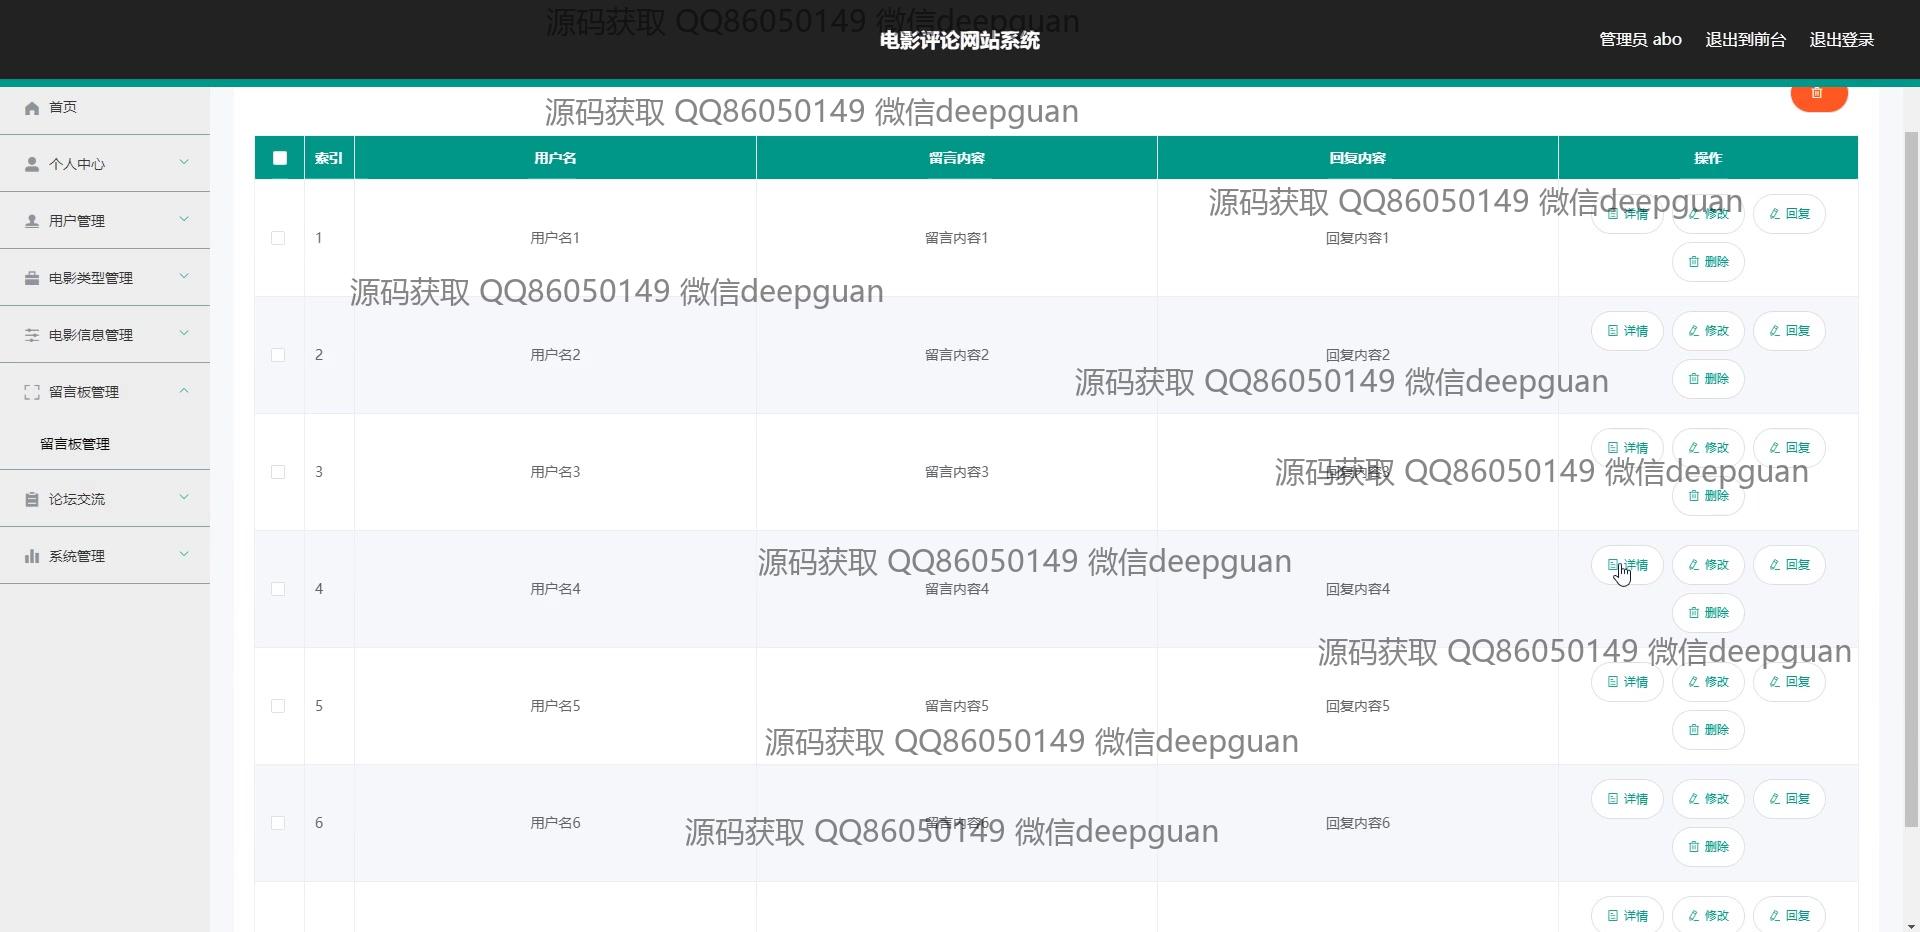 源码获取 QQ86050149 微信deepguan
电影评论网站系统
管理员 abo 退出到前台 退出登录
首页
源码获取 QQ86050149 微信deepguan
个人中心
用户管理
电影类型管理
电影信息管理
留言板管理
留言板管理
论坛交流
系统管理
索引 用户名 留言内容 回复内容 操作
源码获取 QQ86050149 微信deepguan
1 用户名1 留言内容1 回复内容1 详情 修改 回复
删除
源码获取 QQ86050149 微信deepguan
2 用户名2 留言内容2 回复内容2 详情 修改 回复
删除
源码获取 QQ86050149 微信deepguan
3 用户名3 留言内容3 回复内容3 详情 修改 回复
删除
源码获取 QQ86050149 微信deepguan
源码获取 QQ86050149 微信deepguan
4 用户名4 留言内容4 回复内容4 详情 修改 回复
删除
源码获取 QQ86050149 微信deepguan
5 用户名5 留言内容5 回复内容5 详情 修改 回复
删除
源码获取 QQ86050149 微信deepguan
6 用户名6 留言内容6 回复内容6 详情 修改 回复
删除
源码获取 QQ86050149 微信deepguan
详情 修改 回复